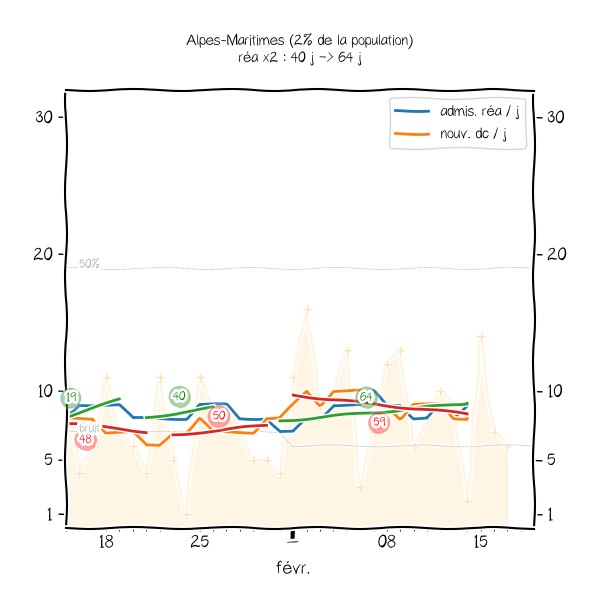 Alpes-Maritimes (2% de la population)
réa x2 : 40 j -> 64 j
admis. réa / j
nouv. dc / j
30 30
20 20
50%
10 10
19 40 64
50 59
bruit
48
5 5
1 1
18 25 1 08 15
févr.